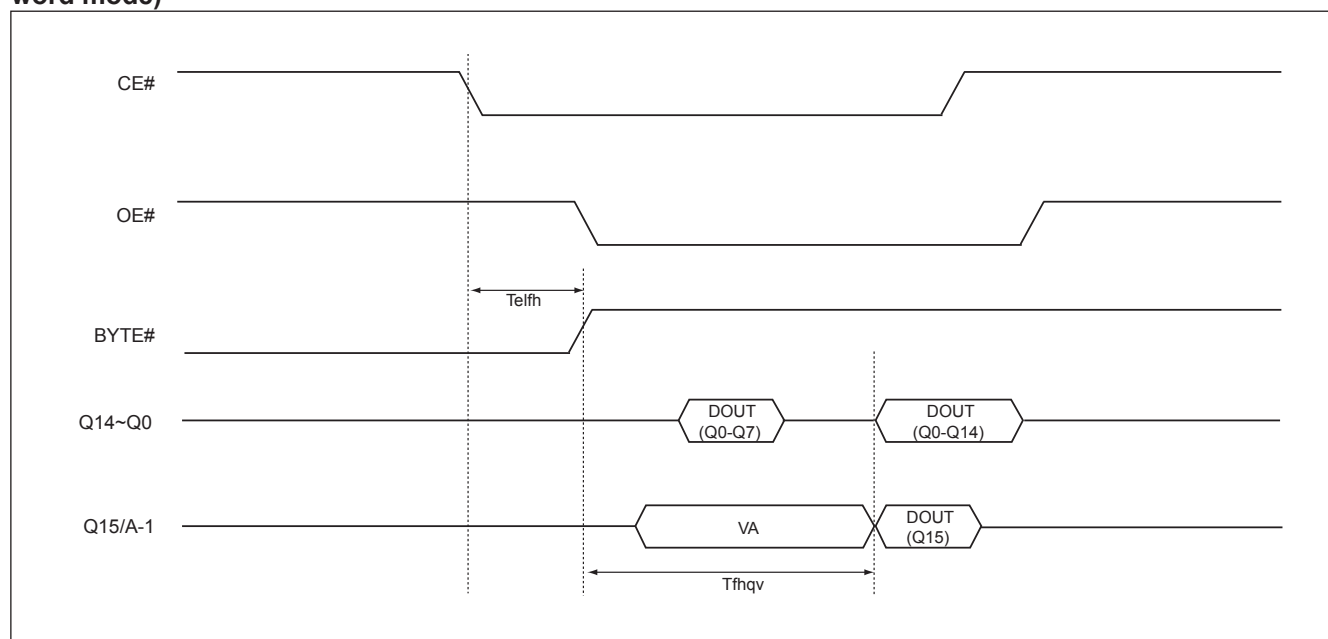 word mode)
CE#
OE#
Telfh
BYTE#
Q14~Q0
DOUT
(Q0-Q7)
DOUT
(Q0-Q14)
Q15/A-1
VA
DOUT
(Q15)
Tfhqv